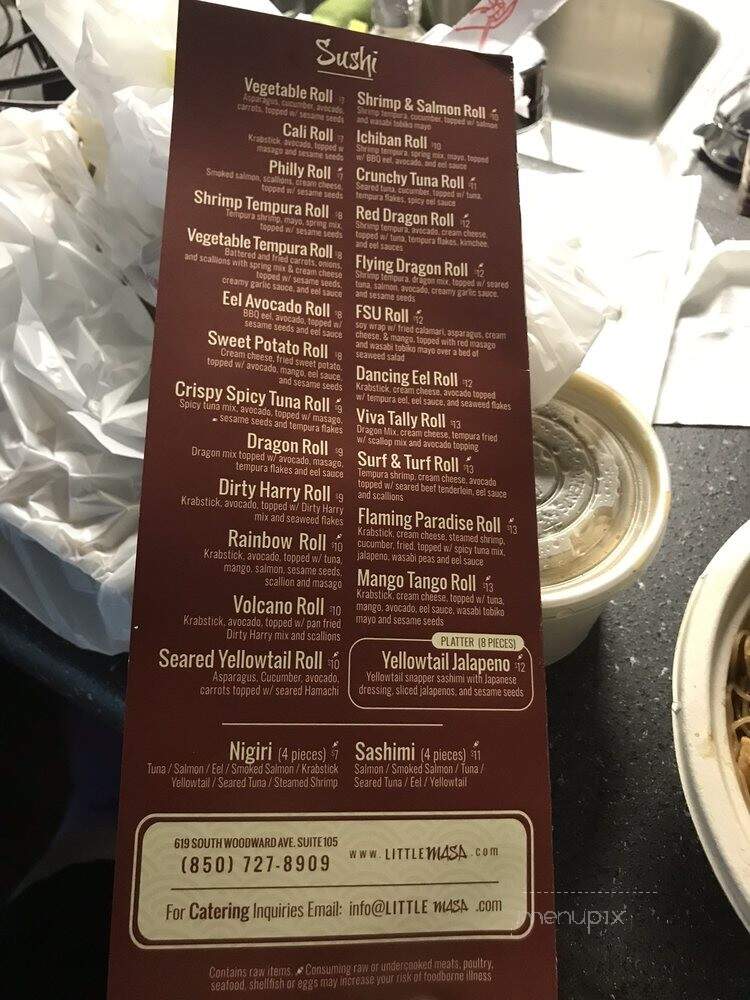 Sushi
Vegetable Roll $7
Asparagus, cucumber, avocado,
carrots, topped w/ sesame seeds
Cali Roll $7
Krabstick, avocado, topped w
masago and sesame seeds
Philly Roll $7
Smoked salmon, scallions, cream cheese,
topped w/ sesame seeds
Shrimp Tempura Roll $8
Tempura shrimp, mayo, spring mix,
topped w/ sesame seeds
Vegetable Tempura Roll $8
Battered and fried carrots, onions,
and scallions with spring mix & cream cheese
topped w/ sesame seeds,
creamy garlic sauce, and eel sauce
Eel Avocado Roll $8
BBQ eel, avocado, topped w/
sesame seeds and eel sauce
Sweet Potato Roll $8
Cream cheese, fried sweet potato,
topped w/ avocado, mango, eel sauce,
and sesame seeds
Crispy Spicy Tuna Roll $9
Spicy tuna mix, avocado, topped w/ masago,
sesame seeds and tempura flakes
Dragon Roll $9
Dragon mix topped w/ avocado, masago,
tempura flakes and eel sauce
Dirty Harry Roll $9
Krabstick, avocado, topped w/ Dirty Harry
mix and seaweed flakes
Rainbow Roll $10
Krabstick, avocado, topped w/ tuna,
mango, salmon, sesame seeds,
scallion and masago
Volcano Roll $10
Krabstick, avocado, topped w/ pan fried
Dirty Harry mix and scallions
Seared Yellowtail Roll $10
Asparagus, Cucumber, avocado,
carrots topped w/ seared Hamachi
Shrimp & Salmon Roll $10
Shrimp tempura, cucumber, topped w/ salmon
and wasabi tobiko mayo
Ichiban Roll $10
Shrimp tempura, spring mix, mayo, topped
w/ BBQ eel, avocado, and eel sauce
Crunchy Tuna Roll $11
Seared tuna, cucumber, topped w/ tuna,
tempura flakes, spicy eel sauce
Red Dragon Roll $12
Shrimp tempura, avocado, cream cheese,
topped w/ tuna, tempura flakes, kimchee,
and eel sauces
Flying Dragon Roll $12
Shrimp tempura, dragon mix, topped w/ seared
tuna, salmon, avocado, creamy garlic sauce,
and sesame seeds
FSU Roll $12
soy wrap w/ fried calamari, asparagus, cream
cheese, & mango, topped with red masago
and wasabi tobiko mayo over a bed of
seaweed salad
Dancing Eel Roll $12
Krabstick, cream cheese, avocado topped
w/ tempura eel, eel sauce, and seaweed flakes
Viva Tally Roll $13
Dragon Mix, cream cheese, tempura fried
w/ scallop mix and avocado topping
Surf & Turf Roll $13
Tempura shrimp, cream cheese, avocado
topped w/ seared beef tenderloin, eel sauce
and scallions
Flaming Paradise Roll $13
Krabstick, cream cheese, steamed shrimp,
cucumber, fried, topped w/ spicy tuna mix,
jalapeno, wasabi peas and eel sauce
Mango Tango Roll $13
Krabstick, cream cheese, topped w/ tuna,
mango, avocado, eel sauce, wasabi tobiko
mayo and sesame seeds
PLATTER (8 PIECES)
Yellowtail Jalapeno $12
Yellowtail snapper sashimi with Japanese
dressing, sliced jalapenos, and sesame seeds
Nigiri (4 pieces) $7
Tuna / Salmon / Eel / Smoked Salmon / Krabstick
Yellowtail / Seared Tuna / Steamed Shrimp
Sashimi (4 pieces) $11
Salmon / Smoked Salmon / Tuna /
Seared Tuna / Eel / Yellowtail
619 SOUTH WOODWARD AVE. SUITE 105
(850) 727-8909
www.LITTLE MASA.com
For Catering Inquiries Email: info@LITTLE MASA.com
Contains raw items. Consuming raw or undercooked meats, poultry,
seafood, shellfish or eggs may increase your risk of foodborne illness
menupix